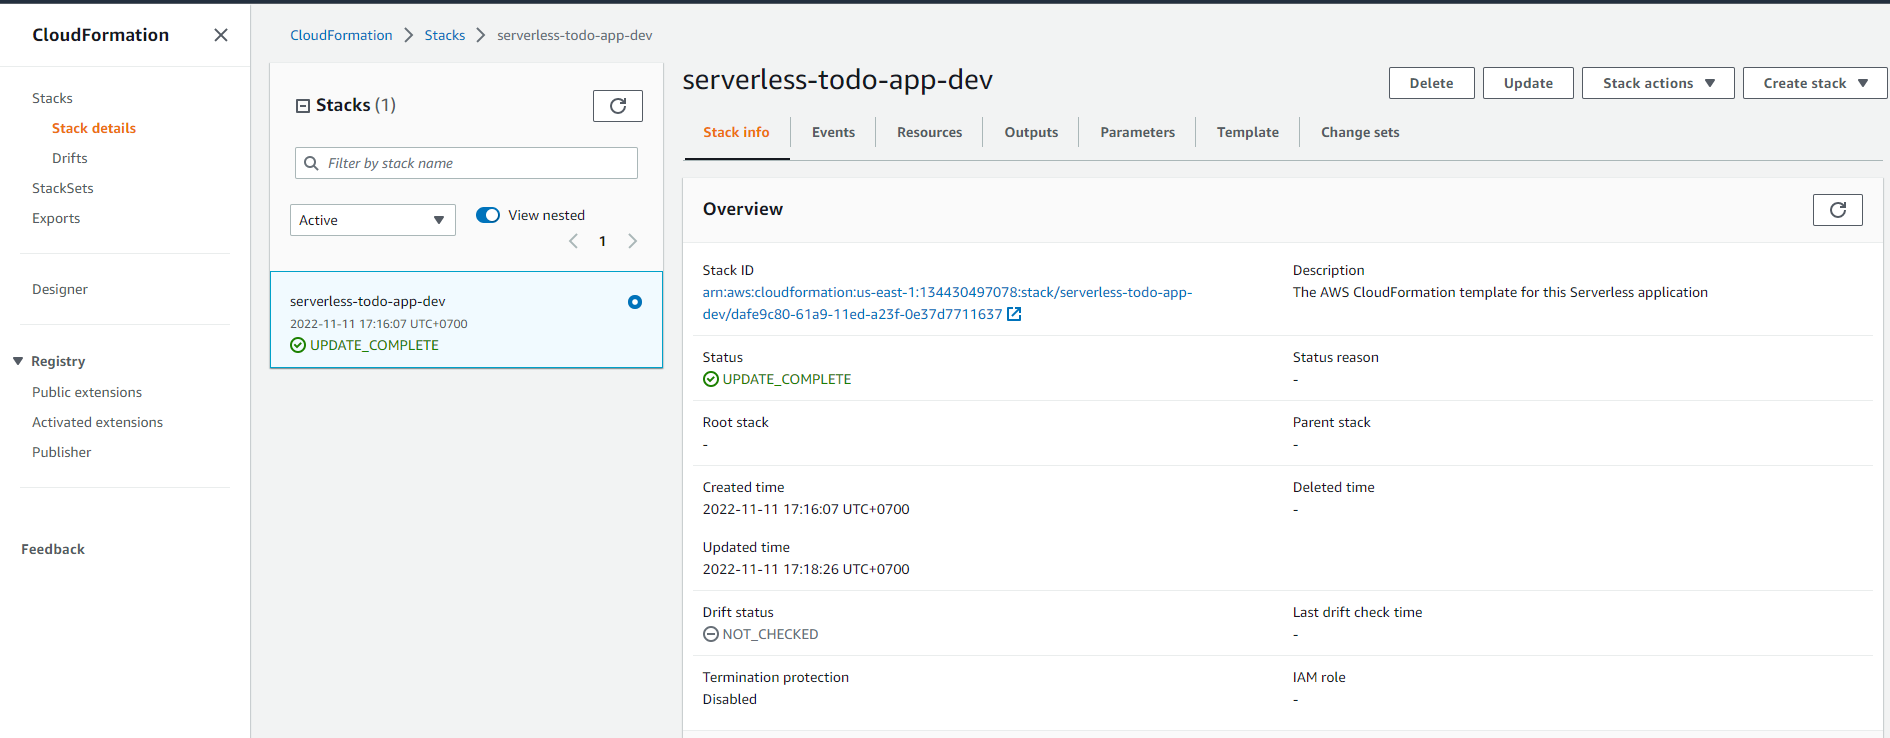 CloudFormation
Stacks
Stack details
Drifts
StackSets
Exports
Designer
Registry
Public extensions
Activated extensions
Publisher
Feedback
CloudFormation > Stacks > serverless-todo-app-dev
Stacks (1)
Filter by stack name
Active
View nested
1
serverless-todo-app-dev
2022-11-11 17:16:07 UTC+0700
UPDATE_COMPLETE
serverless-todo-app-dev
Delete Update Stack actions Create stack
Stack info Events Resources Outputs Parameters Template Change sets
Overview
Stack ID
arn:aws:cloudformation:us-east-1:134430497078:stack/serverless-todo-app-
dev/dafe9c80-61a9-11ed-a23f-0e37d7711637
Description
The AWS CloudFormation template for this Serverless application
Status
UPDATE_COMPLETE
Status reason
-
Root stack
-
Parent stack
-
Created time
2022-11-11 17:16:07 UTC+0700
Deleted time
-
Updated time
2022-11-11 17:18:26 UTC+0700
Drift status
NOT_CHECKED
Last drift check time
-
Termination protection
Disabled
IAM role
-